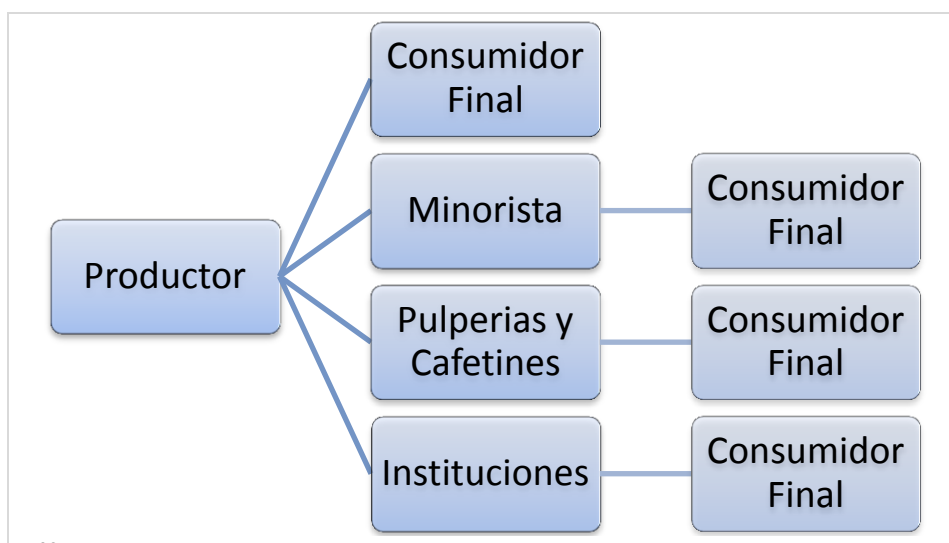 Consumidor
Final
Minorista
Consumidor
Final
Productor
Pulperias y
Cafetines
Consumidor
Final
Instituciones
Consumidor
Final